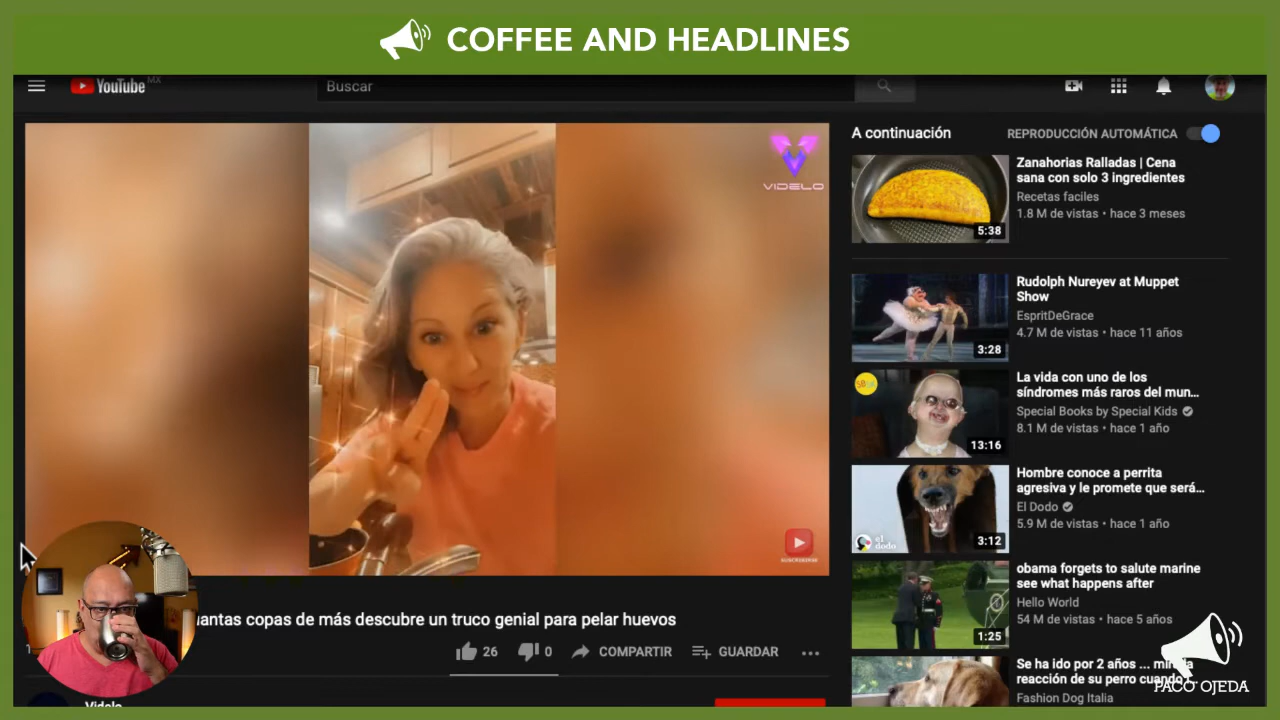 COFFEE AND HEADLINES
YouTube MX
Buscar
VIDELO
SUSCRIBIRSE
uantas copas de más descubre un truco genial para pelar huevos
26
0
COMPARTIR
GUARDAR
Videlo
A continuación
REPRODUCCIÓN AUTOMÁTICA
5:38
Zanahorias Ralladas | Cena
sana con solo 3 ingredientes
Recetas faciles
1.8 M de vistas • hace 3 meses
3:28
Rudolph Nureyev at Muppet
Show
EspritDeGrace
4.7 M de vistas • hace 11 años
SBSK
13:16
La vida con uno de los
síndromes más raros del mun...
Special Books by Special Kids
8.1 M de vistas • hace 1 año
el dodo
3:12
Hombre conoce a perrita
agresiva y le promete que será...
El Dodo
5.9 M de vistas • hace 1 año
1:25
obama forgets to salute marine
see what happens after
Hello World
54 M de vistas • hace 5 años
Se ha ido por 2 años ... mira la
reacción de su perro cuando...
Fashion Dog Italia
PACO OJEDA